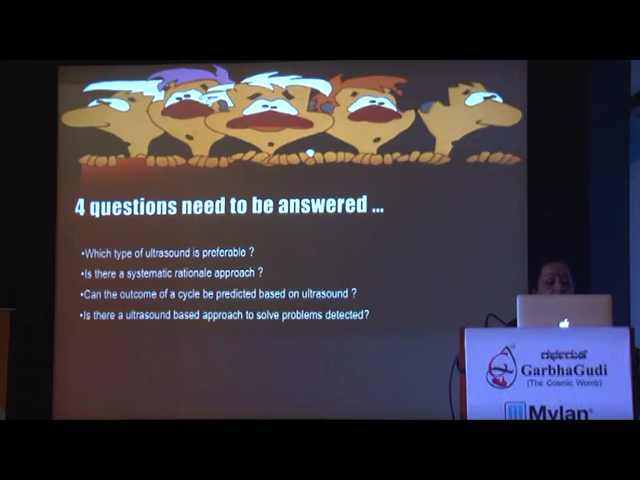 4 questions need to be answered ...
•Which type of ultrasound is preferable ?
•Is there a systematic rationale approach ?
•Can the outcome of a cycle be predicted based on ultrasound ?
•Is there a ultrasound based approach to solve problems detected?
ಗರ್ಭಗುಡಿ
GarbhaGudi
(The Cosmic Womb)
Mylan